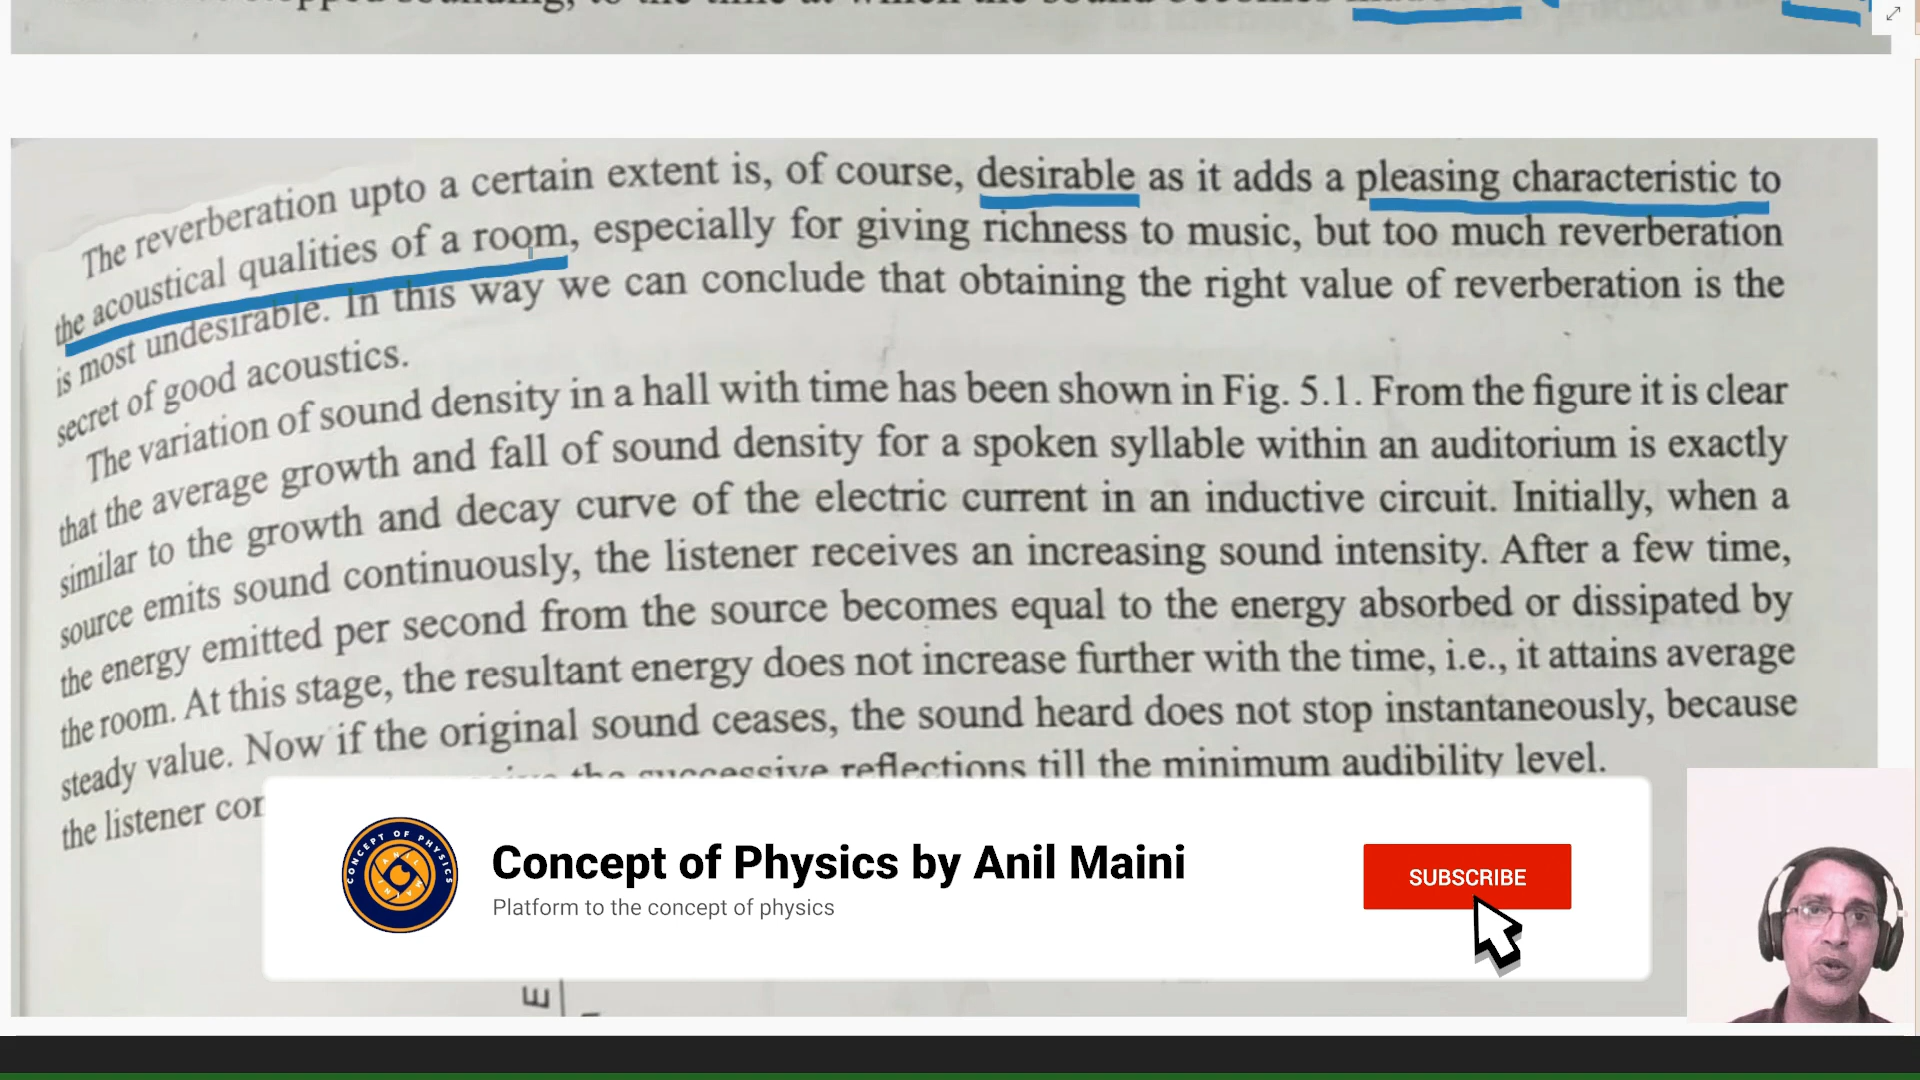 The reverberation upto a certain extent is, of course, desirable as it adds a pleasing characteristic to
the acoustical qualities of a room, especially for giving richness to music, but too much reverberation
is most undesirable. In this way we can conclude that obtaining the right value of reverberation is the
secret of good acoustics.
The variation of sound density in a hall with time has been shown in Fig. 5.1. From the figure it is clear
that the average growth and fall of sound density for a spoken syllable within an auditorium is exactly
similar to the growth and decay curve of the electric current in an inductive circuit. Initially, when a
source emits sound continuously, the listener receives an increasing sound intensity. After a few time,
the energy emitted per second from the source becomes equal to the energy absorbed or dissipated by
the room. At this stage, the resultant energy does not increase further with the time, i.e., it attains average
steady value. Now if the original sound ceases, the sound heard does not stop instantaneously, because
the listener the successive reflections till the minimum audibility level.
CONCEPT OF PHYSICS
Concept of Physics by Anil Maini
Platform to the concept of physics
SUBSCRIBE
E